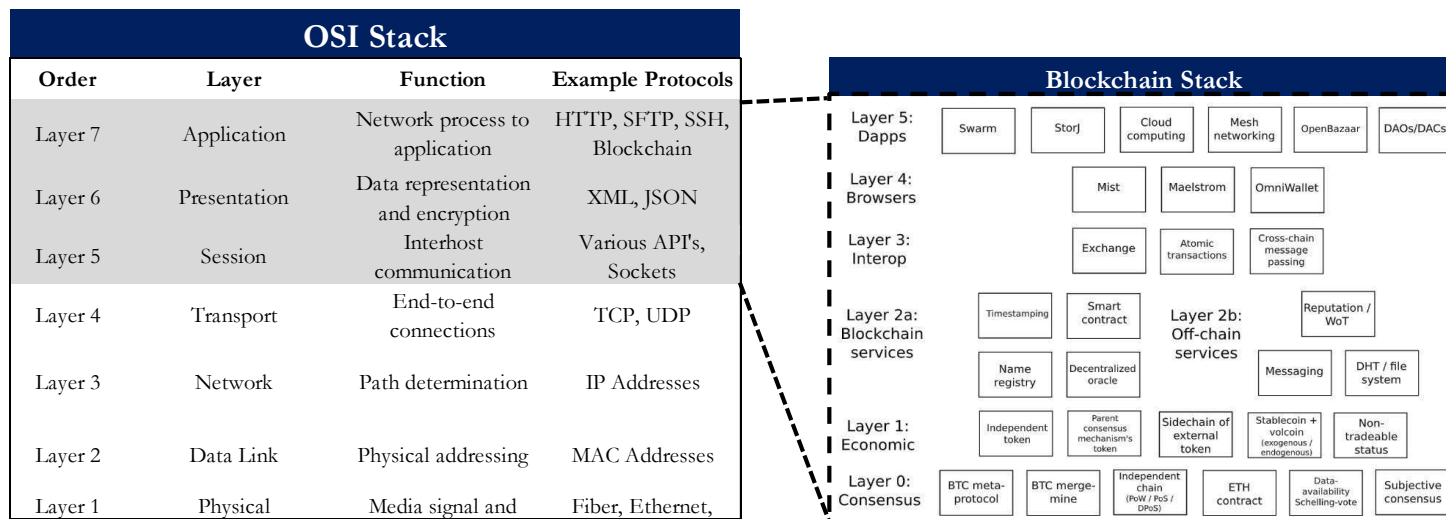 OSI Stack
Order Layer Function Example Protocols
Layer 7 Application Network process to application HTTP, SFTP, SSH, Blockchain
Layer 6 Presentation Data representation and encryption XML, JSON
Layer 5 Session Interhost communication Various API's, Sockets
Layer 4 Transport End-to-end connections TCP, UDP
Layer 3 Network Path determination IP Addresses
Layer 2 Data Link Physical addressing MAC Addresses
Layer 1 Physical Media signal and Fiber, Ethernet,
Blockchain Stack
Layer 5:
Dapps
Swarm
StorJ
Cloud
computing
Mesh
networking
OpenBazaar
DAOs/DACs
Layer 4:
Browsers
Mist
Maelstrom
OmniWallet
Layer 3:
Interop
Exchange
Atomic
transactions
Cross-chain
message
passing
Layer 2a:
Blockchain
services
Timestamping
Smart
contract
Name
registry
Decentralized
oracle
Layer 2b:
Off-chain
services
Reputation /
WoT
Messaging
DHT / file
system
Layer 1:
Economic
Independent
token
Parent
consensus
mechanism's
token
Sidechain of
external
token
Stablecoin +
volcoin
(exogenous /
endogenous)
Non-
tradeable
status
Layer 0:
Consensus
BTC meta-
protocol
BTC merge-
mine
Independent
chain
(PoW / PoS /
DPoS)
ETH
contract
Data-
availability
Schelling-vote
Subjective
consensus